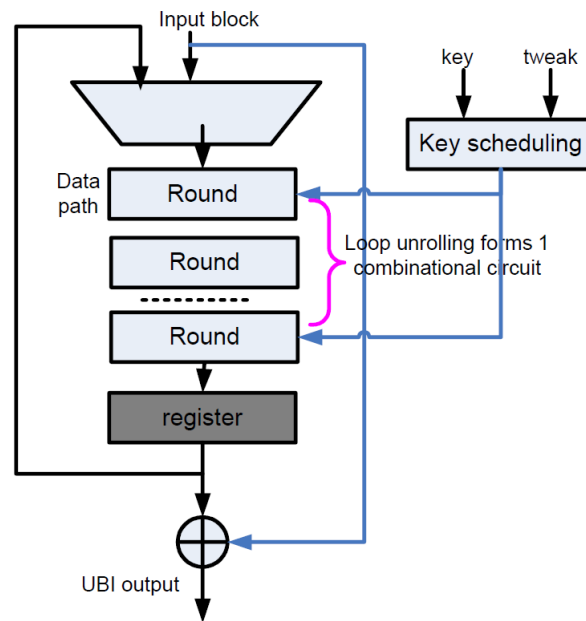 Input block
key
tweak
Key scheduling
Data
path
Round
Loop unrolling forms 1
combinational circuit
Round
Round
register
UBI output